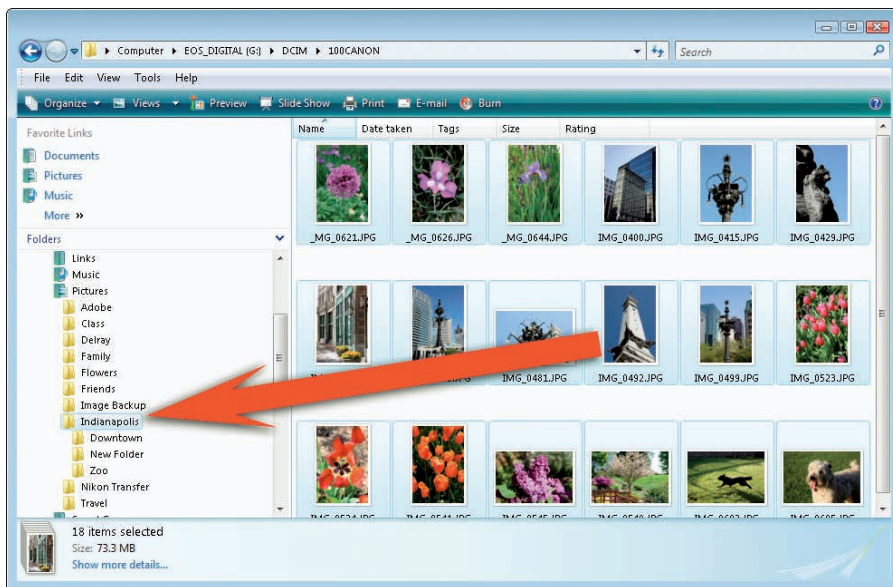 Computer ▸ EOS_DIGITAL (G:) ▸ DCIM ▸ 100CANON Search
File Edit View Tools Help
Organize Views Preview Slide Show Print E-mail Burn
Favorite Links
Documents
Pictures
Music
More »
Folders
Links
Music
Pictures
Adobe
Class
Delray
Family
Flowers
Friends
Image Backup
Indianapolis
Downtown
New Folder
Zoo
Nikon Transfer
Travel
Name Date taken Tags Size Rating
_MG_0621.JPG _MG_0626.JPG _MG_0644.JPG IMG_0400.JPG IMG_0415.JPG IMG_0429.JPG
IMG_0481.JPG IMG_0492.JPG IMG_0499.JPG IMG_0523.JPG
18 items selected
Size: 73.3 MB
Show more details...